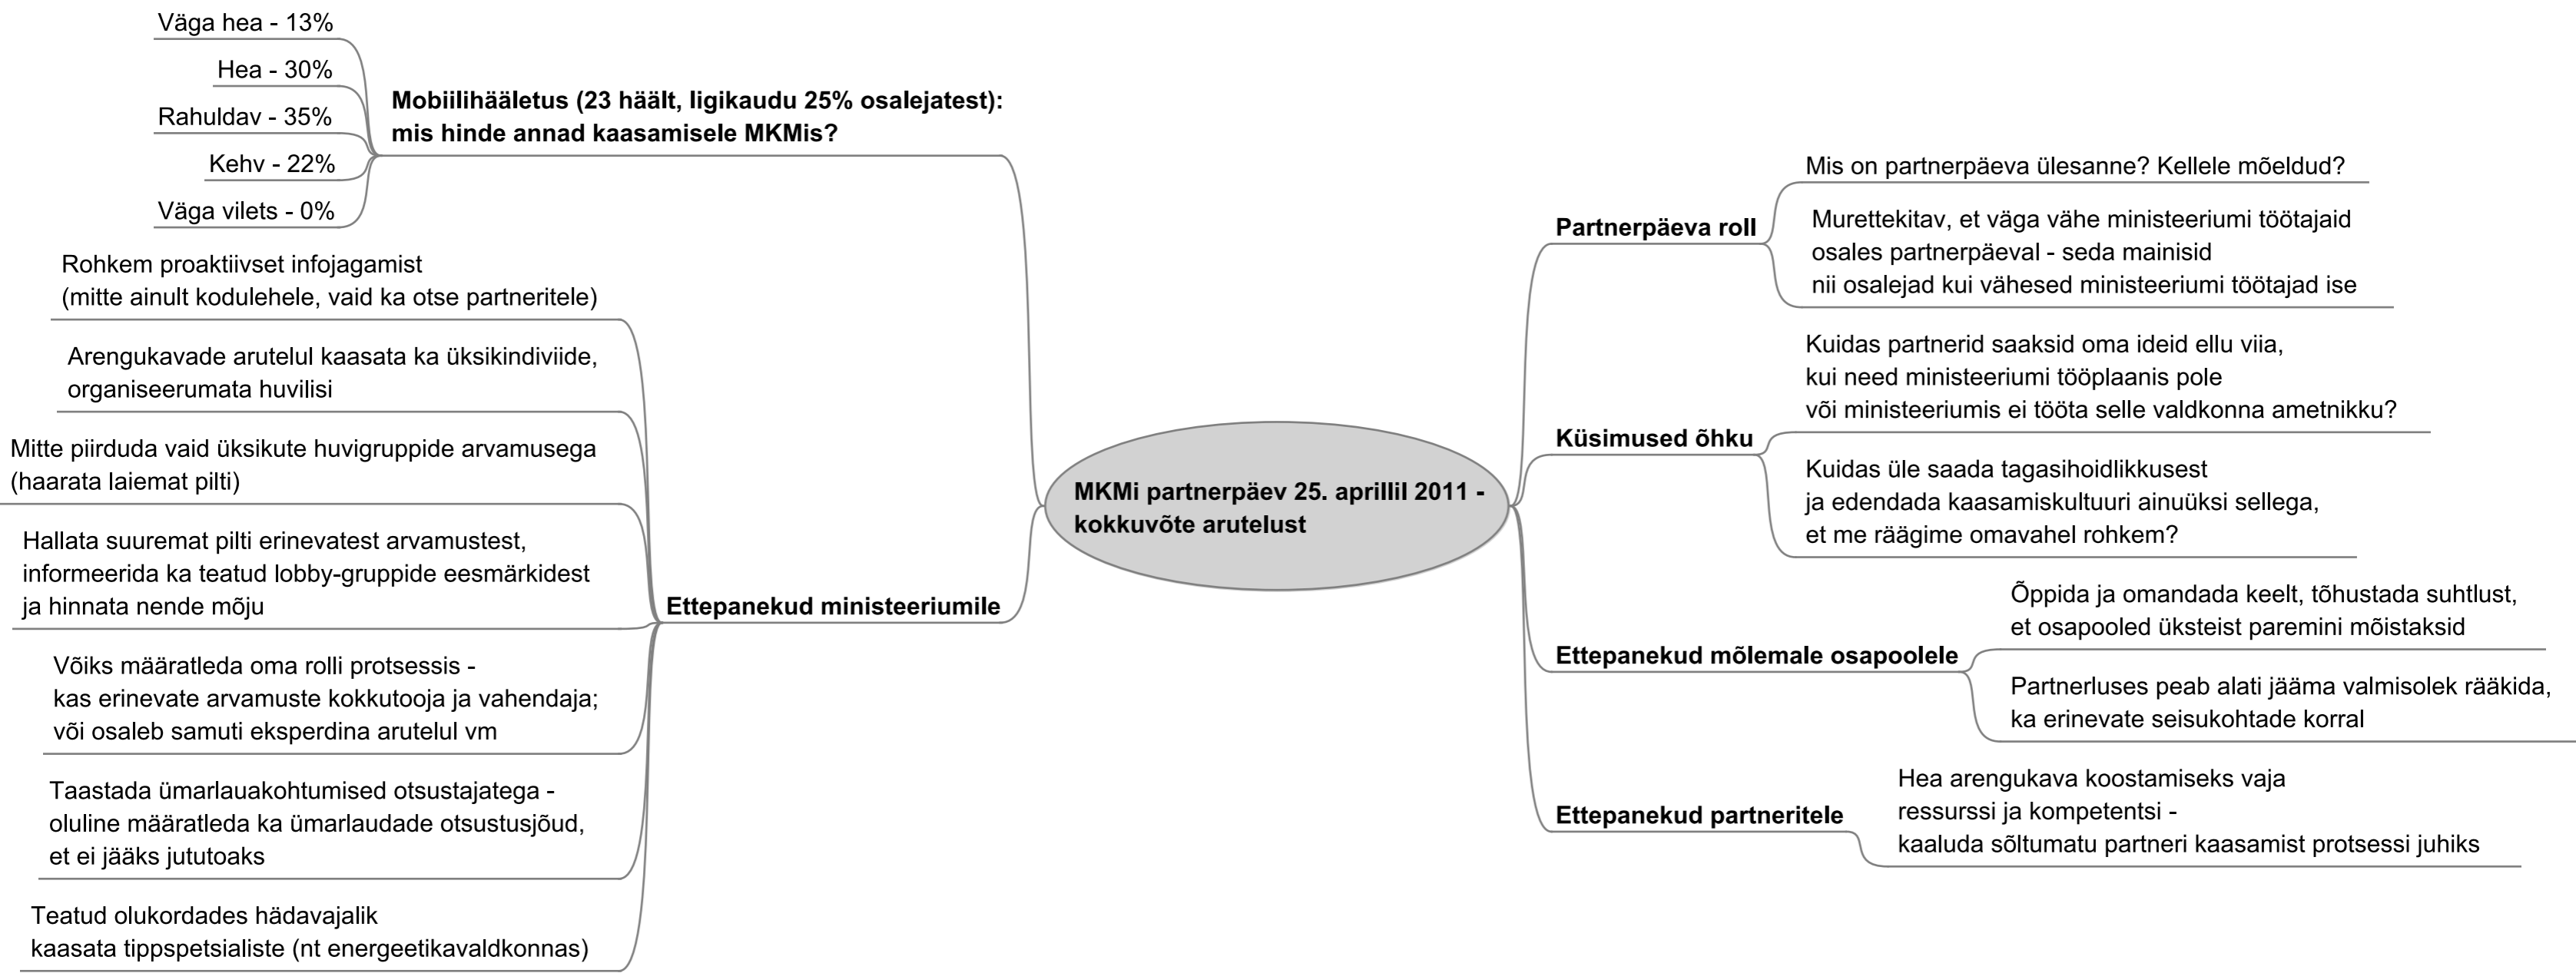 Väga hea - 13%
Hea - 30%
Rahuldav - 35%
Kehv - 22%
Väga vilets - 0%
Mobiilihääletus (23 häält, ligikaudu 25% osalejatest):
mis hinde annad kaasamisele MKMis?
Rohkem proaktiivset infojagamist
(mitte ainult kodulehele, vaid ka otse partneritele)
Arengukavade arutelul kaasata ka üksikindiviide,
organiseerumata huvilisi
Mitte piirduda vaid üksikute huvigruppide arvamusega
(haarata laiemat pilti)
Hallata suuremat pilti erinevatest arvamustest,
informeerida ka teatud lobby-gruppide eesmärkidest
ja hinnata nende mõju
Võiks määratleda oma rolli protsessis -
kas erinevate arvamuste kokkutooja ja vahendaja;
või osaleb samuti eksperdina arutelul vm
Taastada ümarlauakohtumised otsustajatega -
oluline määratleda ka ümarlaudade otsustusjõud,
et ei jääks jututoaks
Teatud olukordades hädavajalik
kaasata tippspetsialiste (nt energeetikavaldkonnas)
Ettepanekud ministeeriumile
MKMi partnerpäev 25. aprillil 2011 -
kokkuvõte arutelust
Partnerpäeva roll
Mis on partnerpäeva ülesanne? Kellele mõeldud?
Murettekitav, et väga vähe ministeeriumi töötajaid
osales partnerpäeval - seda mainisid
nii osalejad kui vähesed ministeeriumi töötajad ise
Küsimused õhku
Kuidas partnerid saaksid oma ideid ellu viia,
kui need ministeeriumi tööplaanis pole
või ministeeriumis ei tööta selle valdkonna ametnikku?
Kuidas üle saada tagasihoidlikkusest
ja edendada kaasamiskultuuri ainuüksi sellega,
et me räägime omavahel rohkem?
Ettepanekud mõlemale osapoolele
Õppida ja omandada keelt, tõhustada suhtlust,
et osapooled üksteist paremini mõistaksid
Partnerluses peab alati jääma valmisolek rääkida,
ka erinevate seisukohtade korral
Ettepanekud partneritele
Hea arengukava koostamiseks vaja
ressurssi ja kompetentsi -
kaaluda sõltumatu partneri kaasamist protsessi juhiks